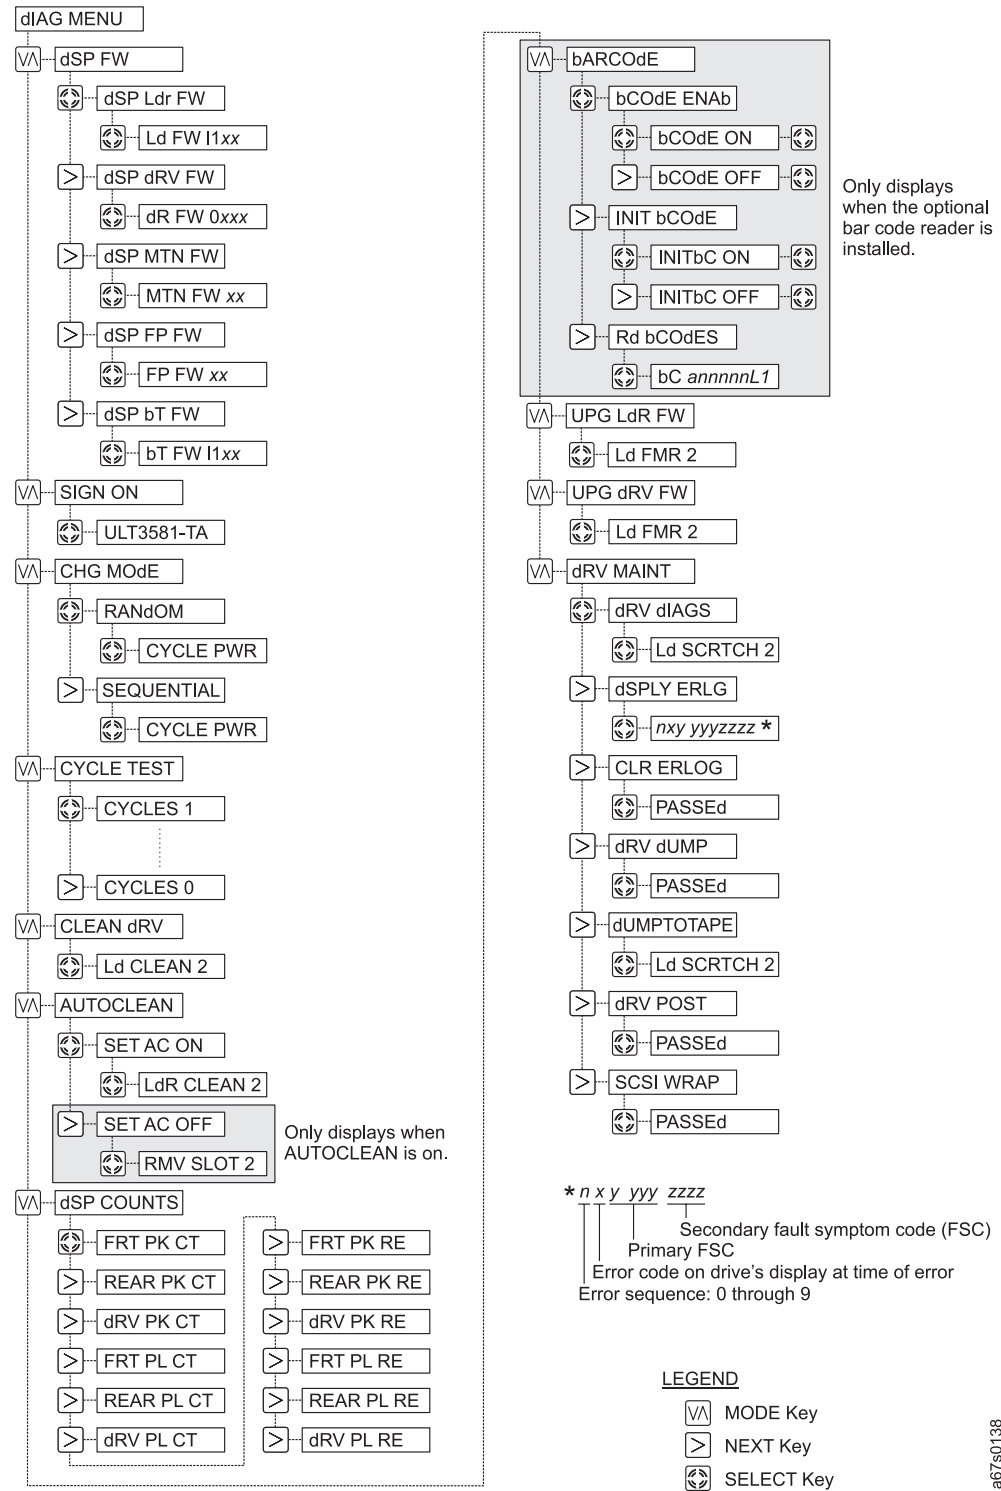 dIAG MENU
dSP FW
dSP Ldr FW
Ld FW I1xx
dSP dRV FW
dR FW 0xxx
dSP MTN FW
MTN FW xx
dSP FP FW
FP FW xx
dSP bT FW
bT FW I1xx
SIGN ON
ULT3581-TA
CHG MOdE
RANdOM
CYCLE PWR
SEQUENTIAL
CYCLE PWR
CYCLE TEST
CYCLES 1
CYCLES 0
CLEAN dRV
Ld CLEAN 2
AUTOCLEAN
SET AC ON
LdR CLEAN 2
SET AC OFF
RMV SLOT 2
Only displays when
AUTOCLEAN is on.
dSP COUNTS
FRT PK CT
REAR PK CT
dRV PK CT
FRT PL CT
REAR PL CT
dRV PL CT
FRT PK RE
REAR PK RE
dRV PK RE
FRT PL RE
REAR PL RE
dRV PL RE
bARCOdE
bCOdE ENAb
bCOdE ON
bCOdE OFF
INIT bCOdE
INITbC ON
INITbC OFF
Rd bCOdES
bC annnnnL1
Only displays
when the optional
bar code reader is
installed.
UPG LdR FW
Ld FMR 2
UPG dRV FW
Ld FMR 2
dRV MAINT
dRV dIAGS
Ld SCRTCH 2
dSPLY ERLG
nxy yyyzzzz *
CLR ERLOG
PASSEd
dRV dUMP
PASSEd
dUMPTOTAPE
Ld SCRTCH 2
dRV POST
PASSEd
SCSI WRAP
PASSEd
* n x y yyy zzzz
Secondary fault symptom code (FSC)
Primary FSC
Error code on drive's display at time of error
Error sequence: 0 through 9
LEGEND
MODE Key
NEXT Key
SELECT Key
a67s0138